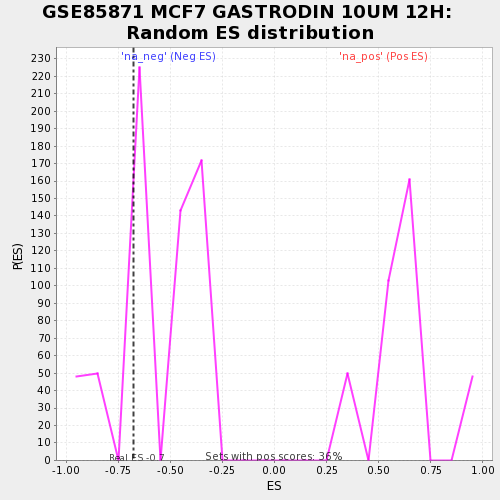 GSE85871 MCF7 GASTRODIN 10UM 12H:
Random ES distribution
'na_neg' (Neg ES)
'na_pos' (Pos ES)
230
220
210
200
190
180
170
160
150
140
130
120
110
100
90
80
70
60
50
40
30
20
10
0
P(ES)
Real ES -0.7
Sets with pos scores: 36%
-1.00 -0.75 -0.50 -0.25 0.00 0.25 0.50 0.75 1.00
ES